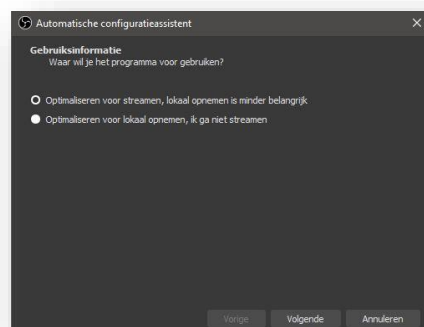 Automatische configuratieassistent
Gebruiksinformatie
Waar wil je het programma voor gebruiken?
Optimaliseren voor streamen, lokaal opnemen is minder belangrijk
Optimaliseren voor lokaal opnemen, ik ga niet streamen
Vorige Volgende Annuleren